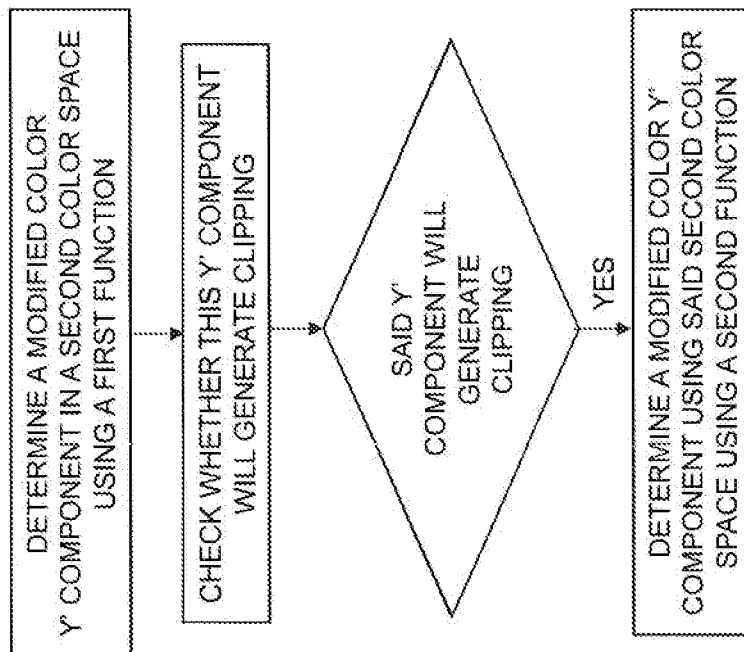 DETERMINE A MODIFIED COLOR
Y' COMPONENT IN A SECOND COLOR SPACE
USING A FIRST FUNCTION
CHECK WHETHER THIS Y' COMPONENT
WILL GENERATE CLIPPING
SAID Y'
COMPONENT WILL
GENERATE
CLIPPING
YES
DETERMINE A MODIFIED COLOR Y'
COMPONENT USING SAID SECOND COLOR
SPACE USING A SECOND FUNCTION